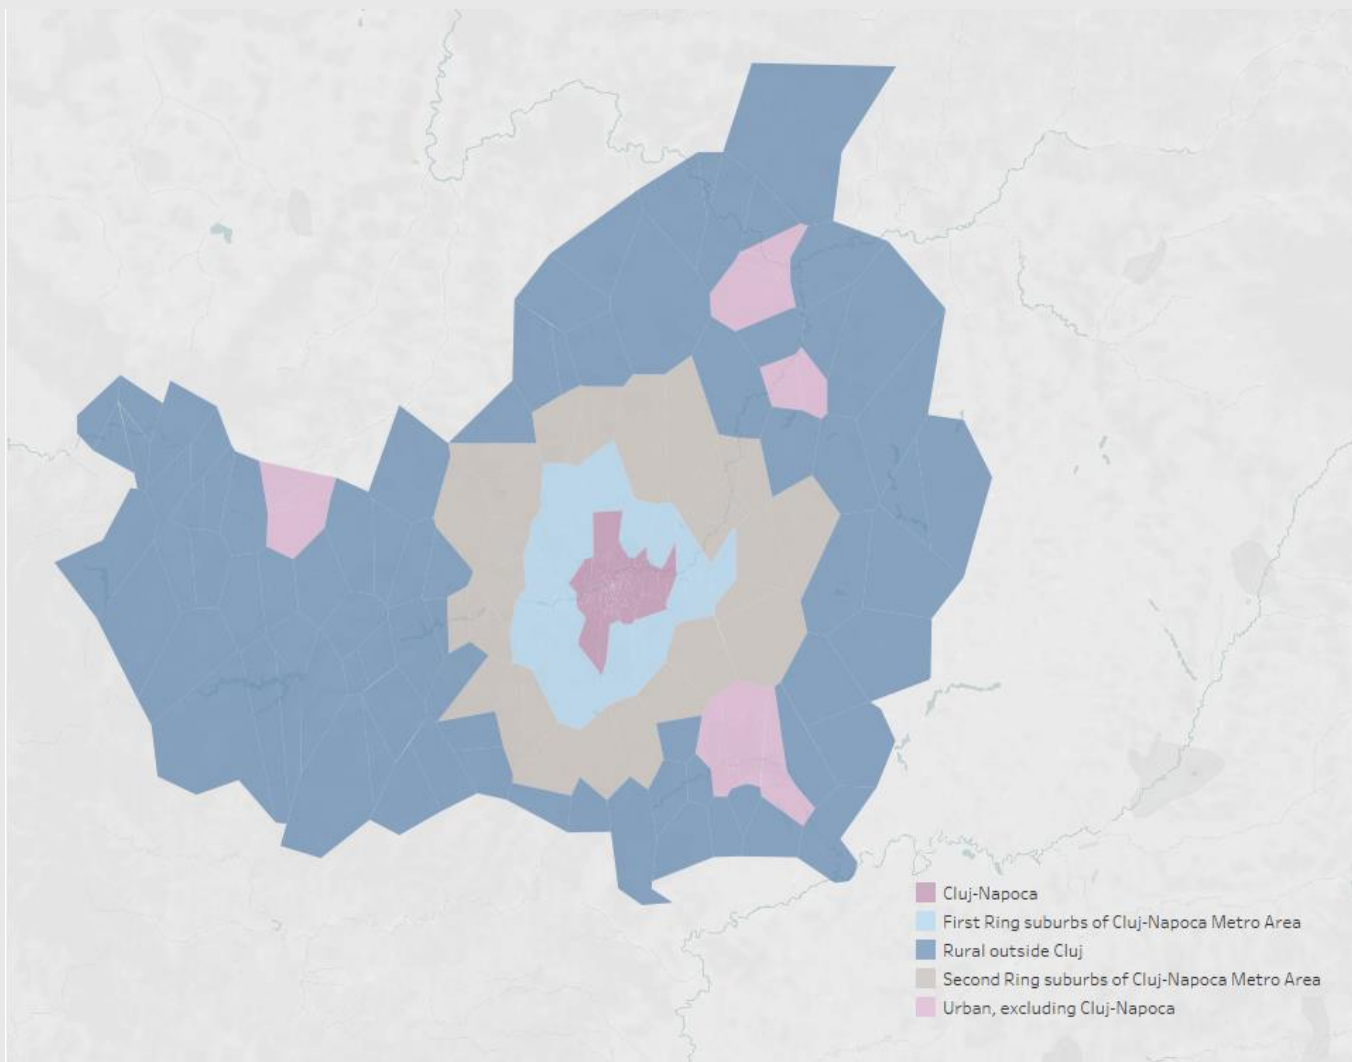 Cluj-Napoca
First Ring suburbs of Cluj-Napoca Metro Area
Rural outside Cluj
Second Ring suburbs of Cluj-Napoca Metro Area
Urban, excluding Cluj-Napoca